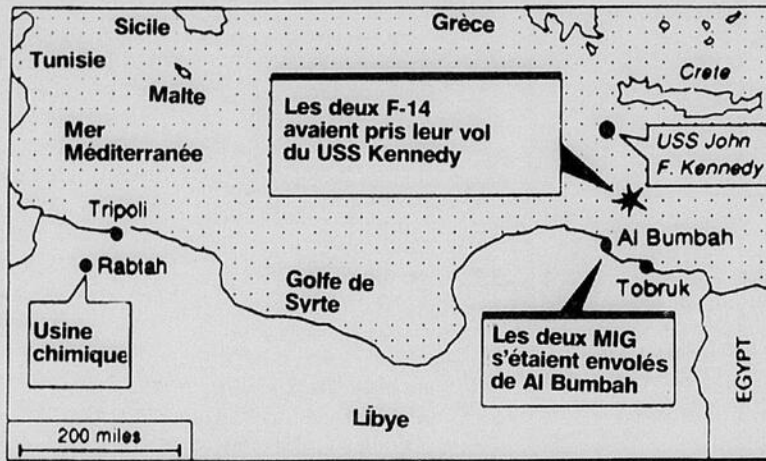 Sicile
Grèce
Tunisie
Malte
Crete
Les deux F-14
avaient pris leur vol
du USS Kennedy
Mer
Méditerranée
USS John
F. Kennedy
Tripoli
Al Bumbah
Rabtah
Tobruk
Golfe de
Syrte
Usine
chimique
Les deux MIG
s'étaient envolés
de Al Bumbah
EGYPT
Libye
200 miles